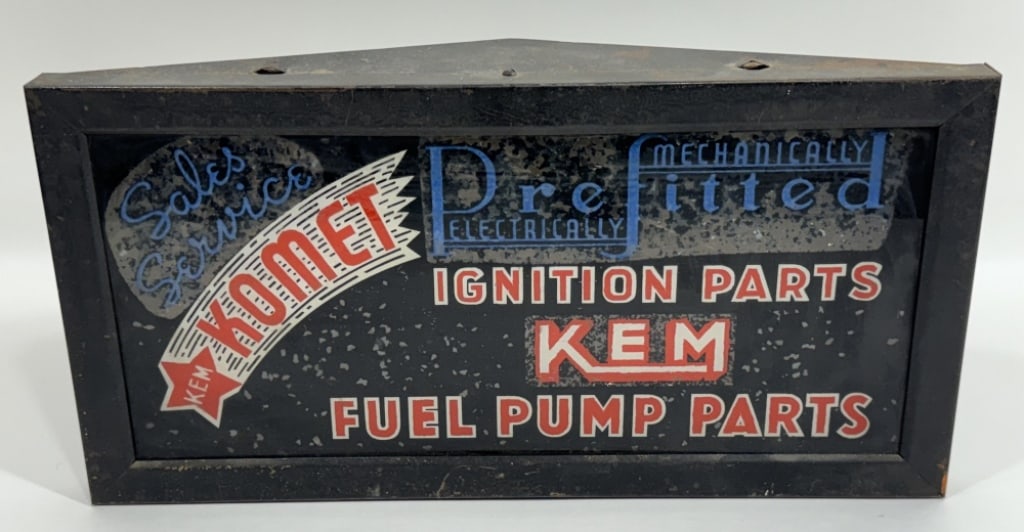 Sales
Service
KOMET
KEM
PreFitted
MECHANICALLY
ELECTRICALLY
IGNITION PARTS
KEM
FUEL PUMP PARTS